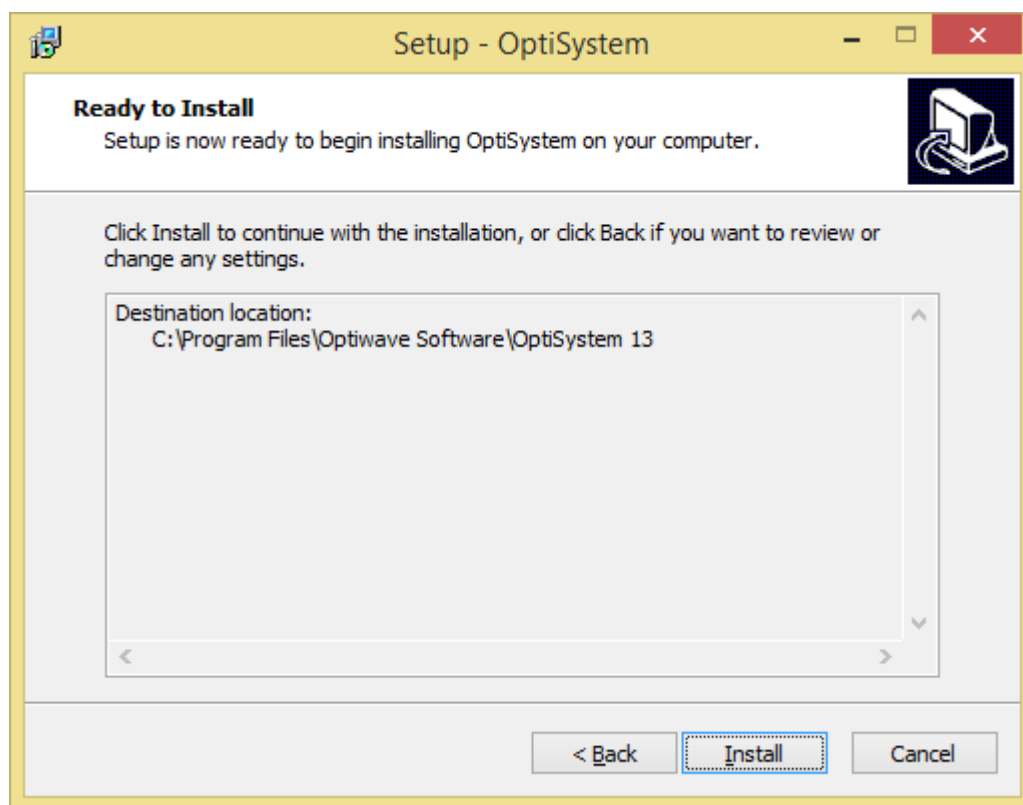 Setup - OptiSystem
Ready to Install
Setup is now ready to begin installing OptiSystem on your computer.
Click Install to continue with the installation, or click Back if you want to review or
change any settings.
Destination location:
C:\Program Files\Optiwave Software\OptiSystem 13
< Back
Install
Cancel